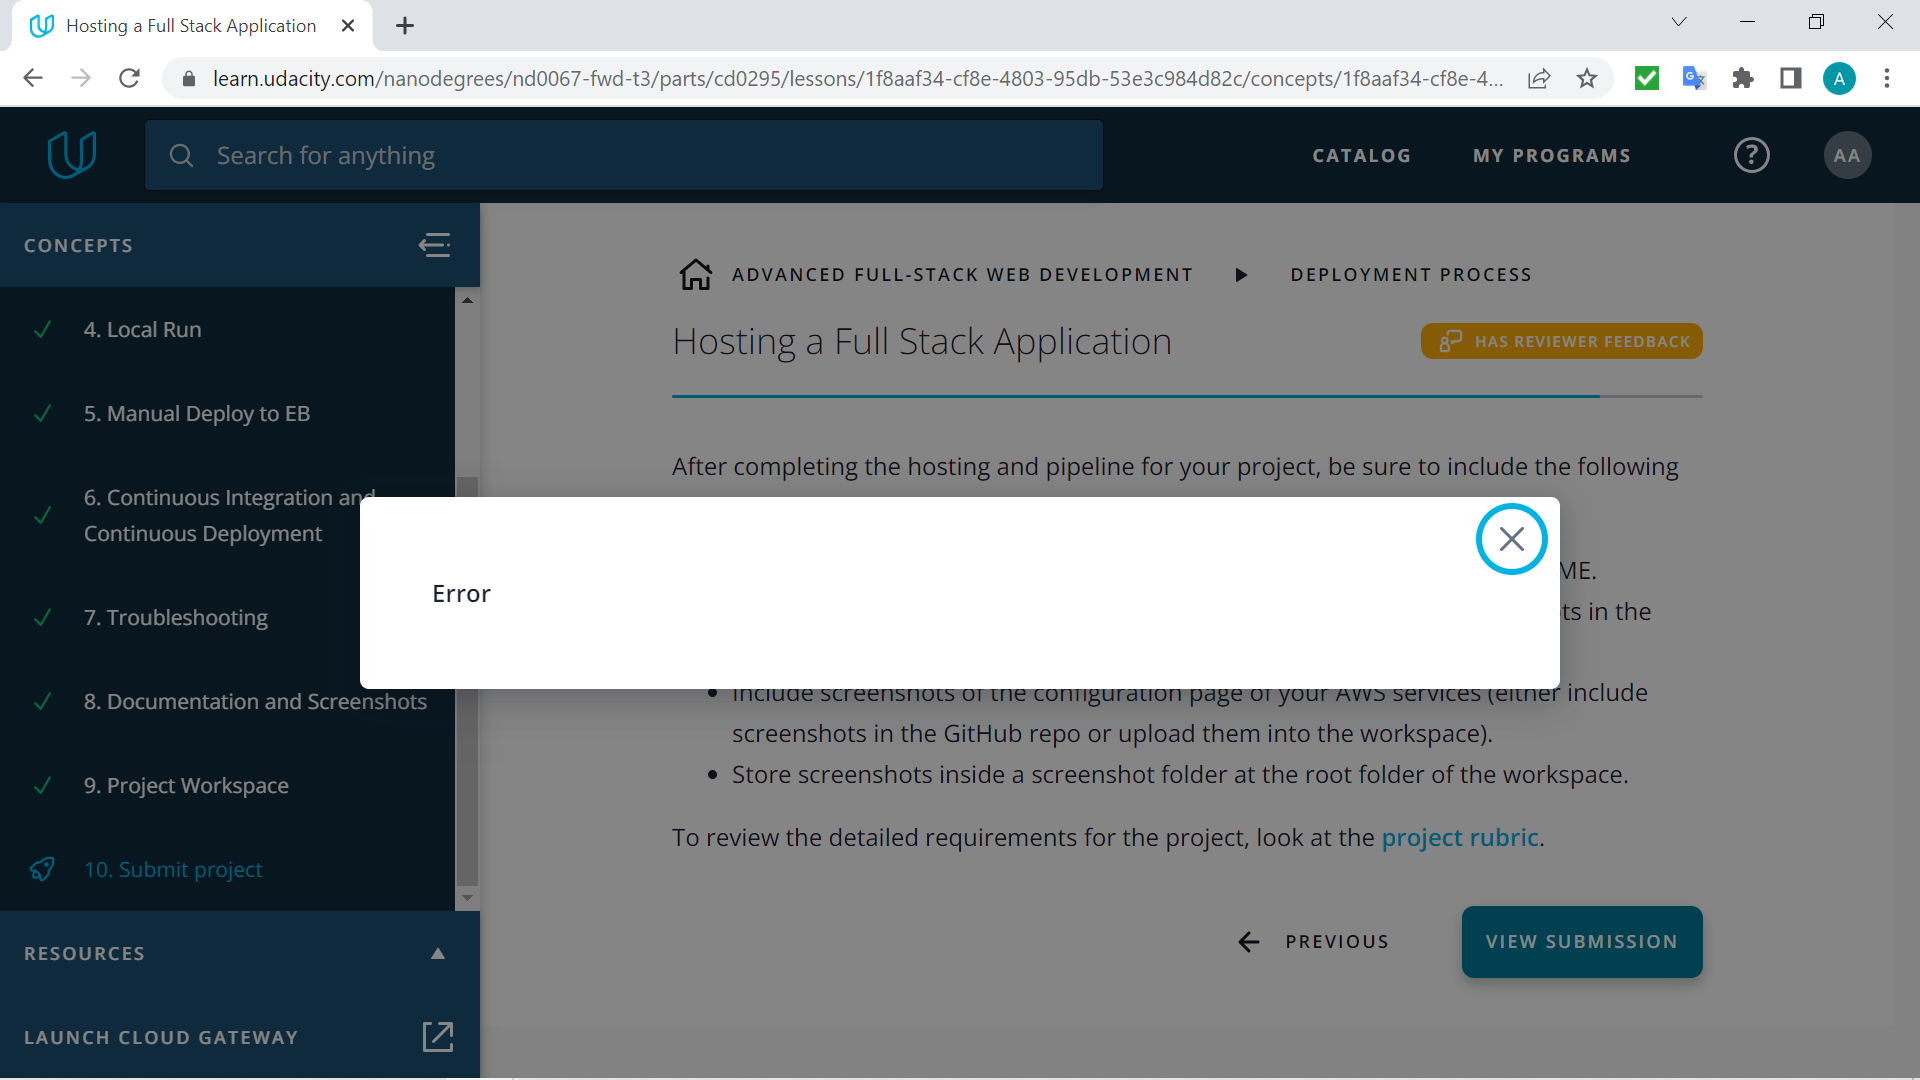 Hosting a Full Stack Application
learn.udacity.com/nanodegrees/nd0067-fwd-t3/parts/cd0295/lessons/1f8aaf34-cf8e-4803-95db-53e3c984d82c/concepts/1f8aaf34-cf8e-4...
A
Search for anything
CATALOG
MY PROGRAMS
?
AA
CONCEPTS
4. Local Run
5. Manual Deploy to EB
6. Continuous Integration and
Continuous Deployment
7. Troubleshooting
8. Documentation and Screenshots
9. Project Workspace
10. Submit project
RESOURCES
LAUNCH CLOUD GATEWAY
ADVANCED FULL-STACK WEB DEVELOPMENT
DEPLOYMENT PROCESS
Hosting a Full Stack Application
HAS REVIEWER FEEDBACK
After completing the hosting and pipeline for your project, be sure to include the following
Error
ME.
ts in the
Include screenshots of the configuration page of your AWS services (either include
screenshots in the GitHub repo or upload them into the workspace).
Store screenshots inside a screenshot folder at the root folder of the workspace.
To review the detailed requirements for the project, look at the project rubric.
PREVIOUS
VIEW SUBMISSION